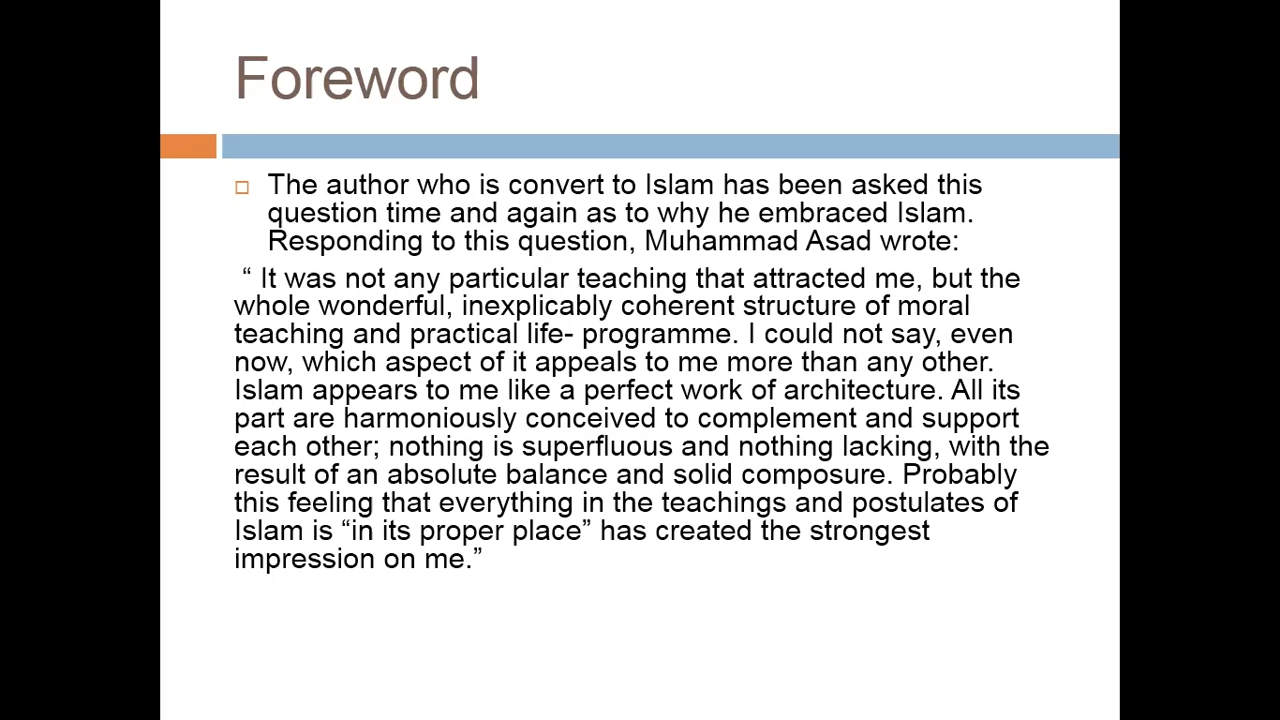 Foreword
The author who is convert to Islam has been asked this
question time and again as to why he embraced Islam.
Responding to this question, Muhammad Asad wrote:
“ It was not any particular teaching that attracted me, but the
whole wonderful, inexplicably coherent structure of moral
teaching and practical life- programme. I could not say, even
now, which aspect of it appeals to me more than any other.
Islam appears to me like a perfect work of architecture. All its
part are harmoniously conceived to complement and support
each other; nothing is superfluous and nothing lacking, with the
result of an absolute balance and solid composure. Probably
this feeling that everything in the teachings and postulates of
Islam is “in its proper place” has created the strongest
impression on me.”